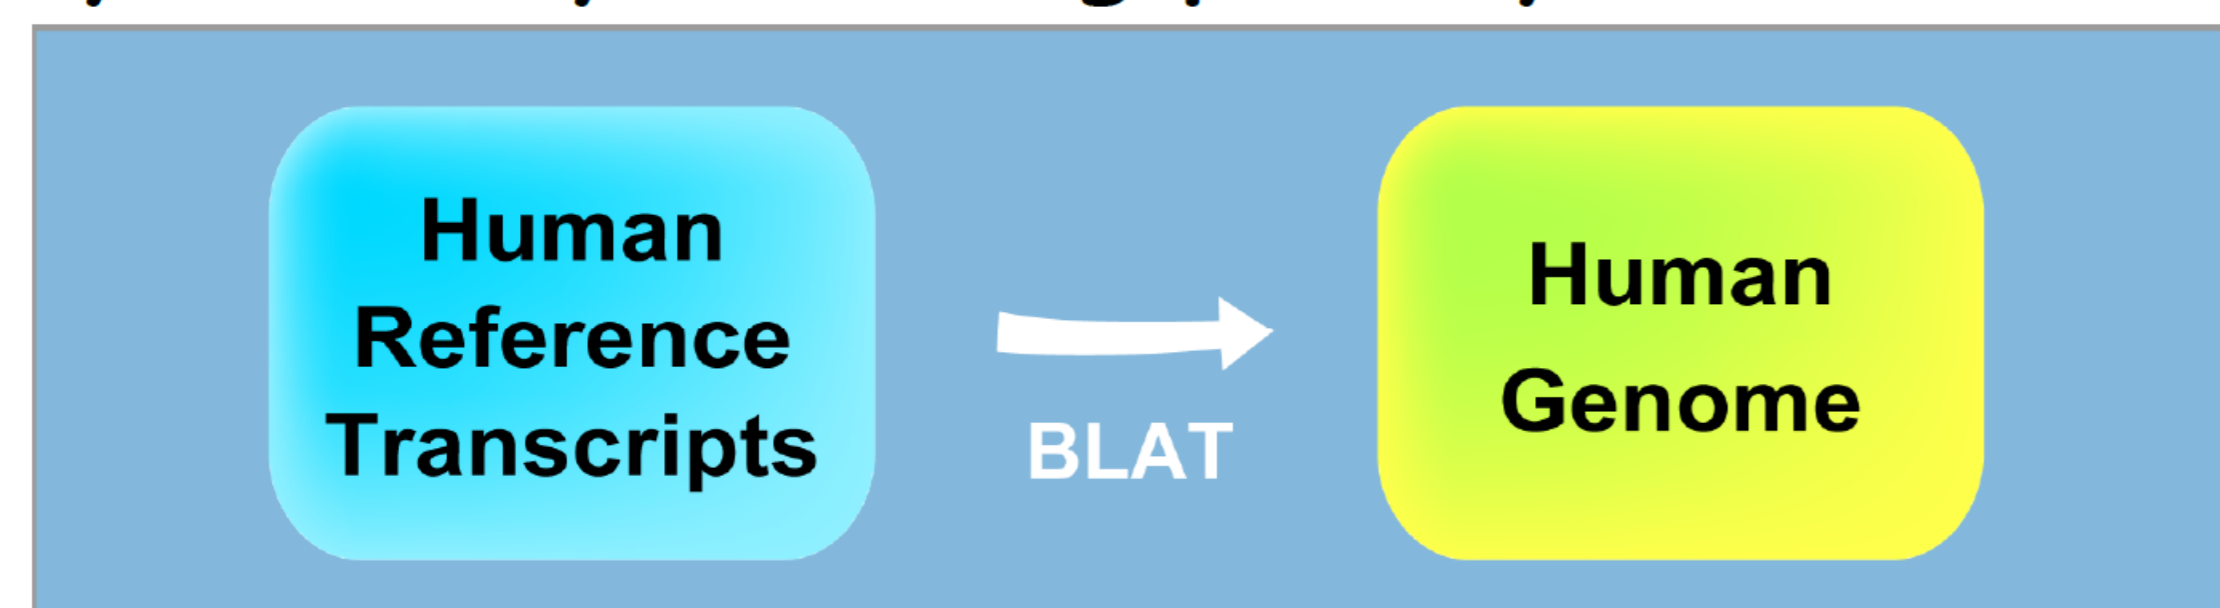 Human
Reference
Transcripts
BLAT
Human
Genome